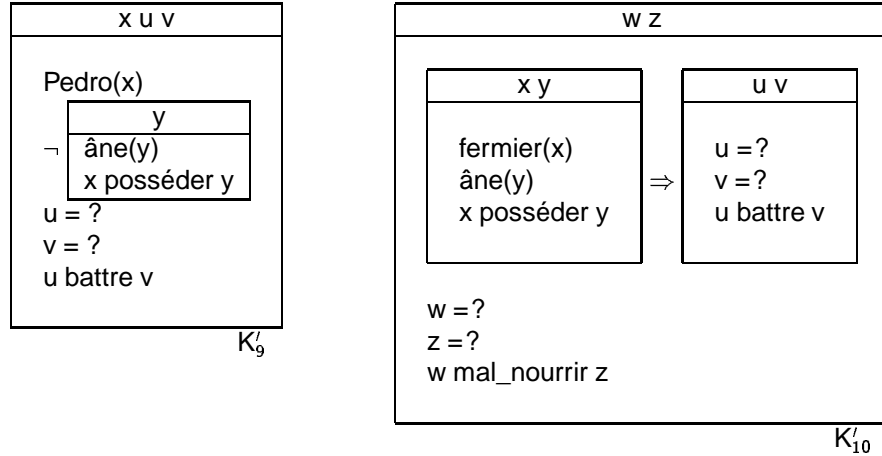 x u v
Pedro(x)
y
¬ âne(y)
x posséder y
u = ?
v = ?
u battre v
K′9
w z
x y
fermier(x)
âne(y)
x posséder y
⇒
u v
u =?
v =?
u battre v
w =?
z =?
w mal_nourrir z
K′10